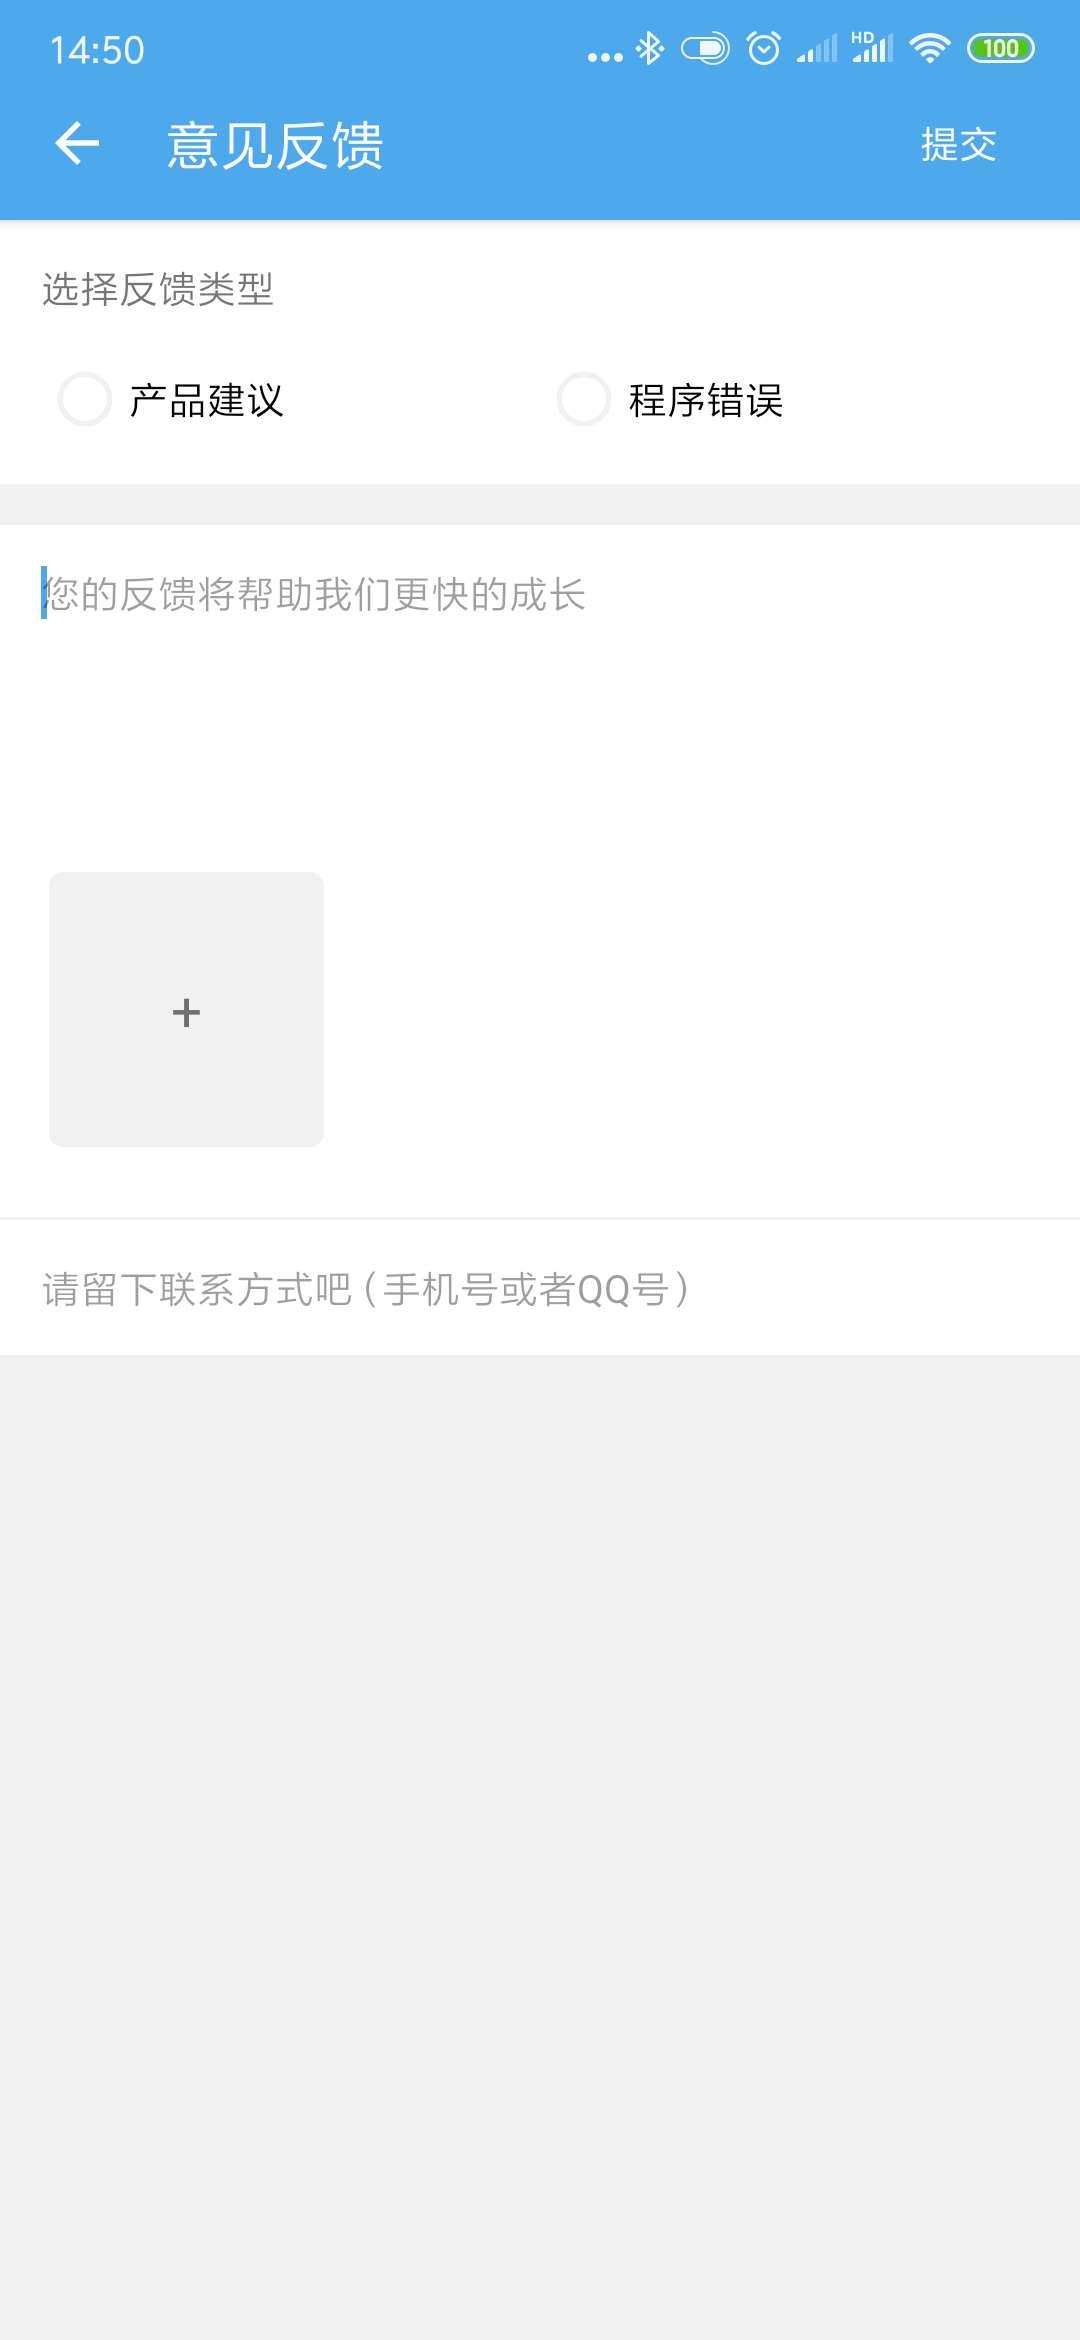 14:50
HD
100
意见反馈
提交
选择反馈类型
产品建议
程序错误
您的反馈将帮助我们更快的成长
+
请留下联系方式吧（手机号或者QQ号）